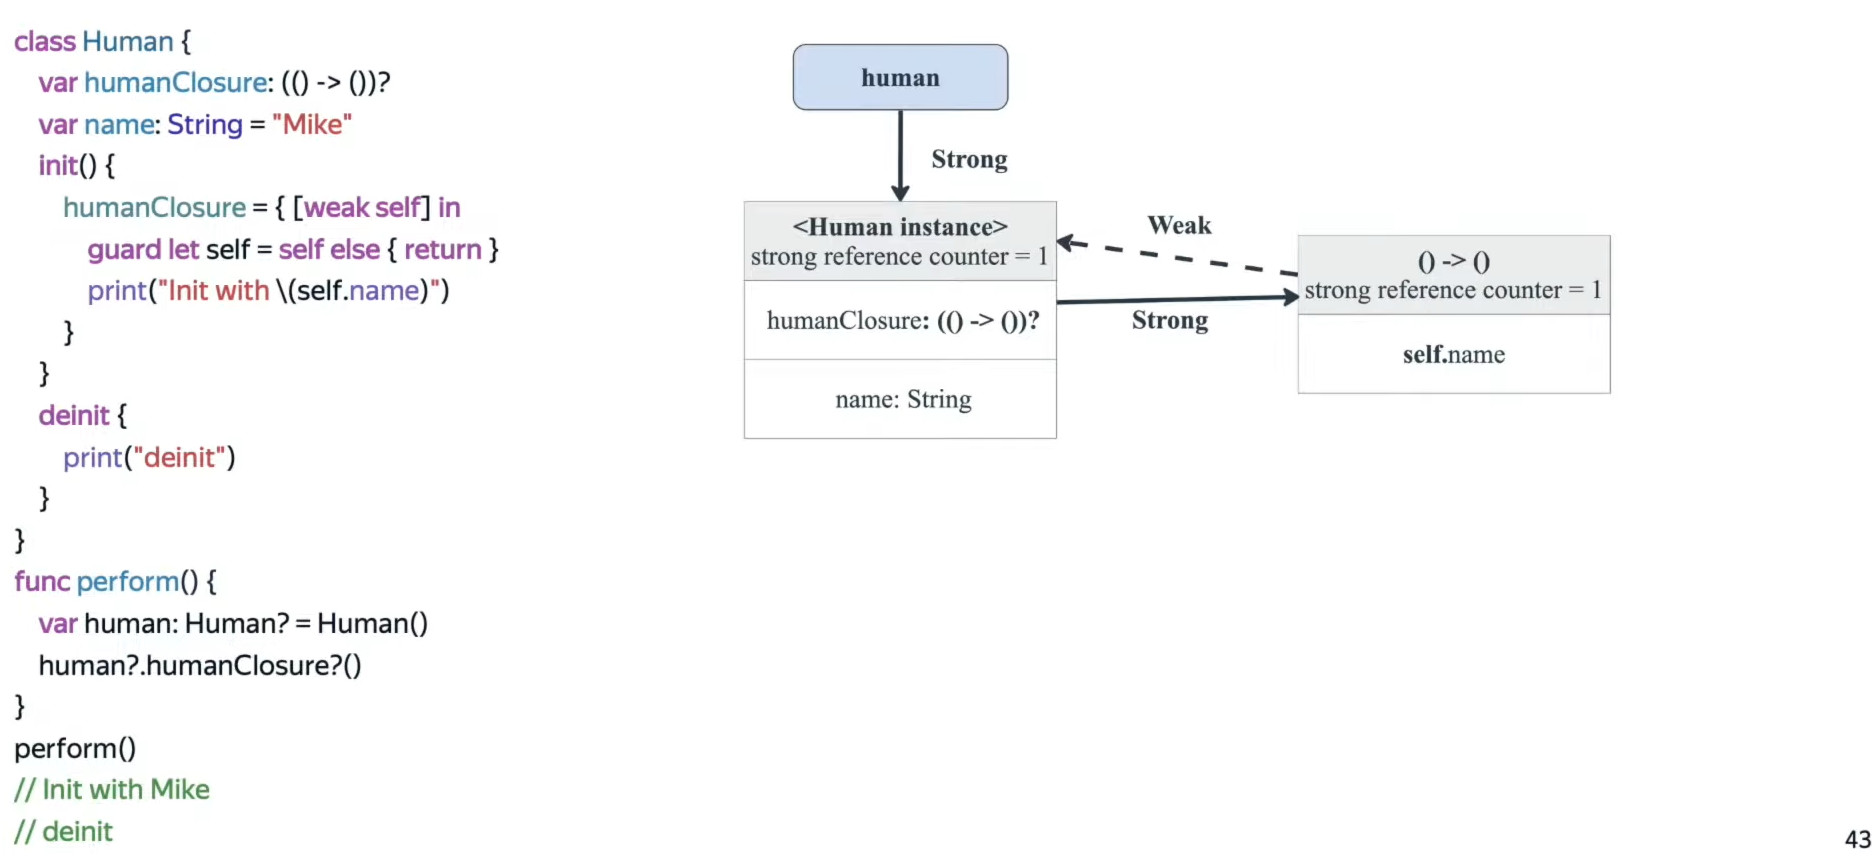 class Human {
var humanClosure: (() -> ())?
var name: String = "Mike"
init() {
humanClosure = { [weak self] in
guard let self = self else { return }
print("Init with \(self.name)")
}
}
deinit {
print("deinit")
}
}
func perform() {
var human: Human? = Human()
human?.humanClosure?()
}
perform()
// Init with Mike
// deinit
human
Strong
<Human instance>
strong reference counter = 1
humanClosure: (() -> ())?
name: String
Weak
Strong
() -> ()
strong reference counter = 1
self.name
43